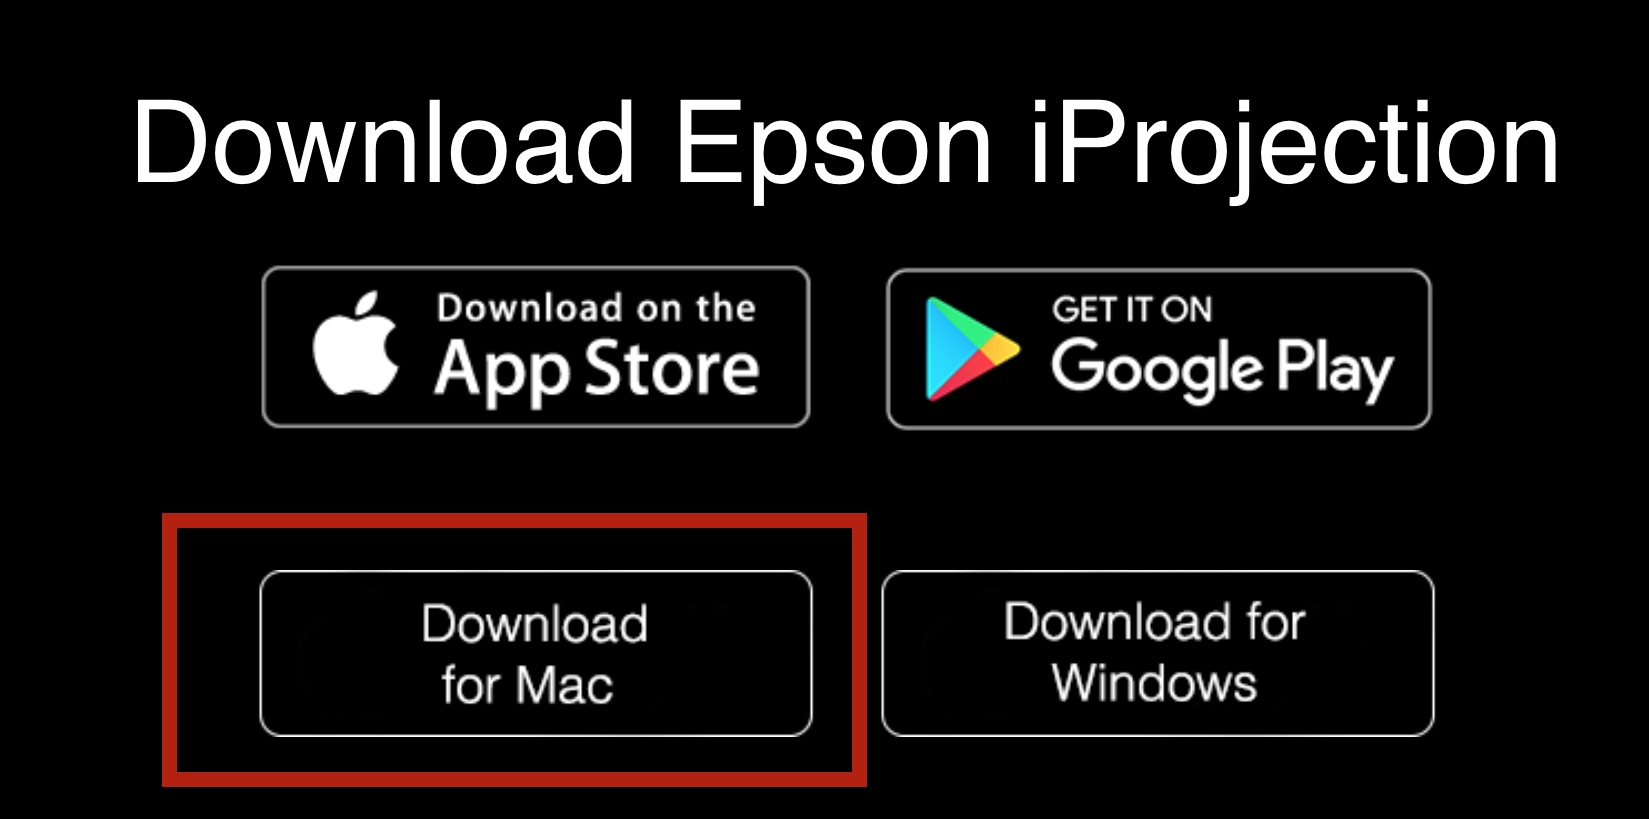 Download Epson iProjection
Download on the
App Store
GET IT ON
Google Play
Download
for Mac
Download for
Windows